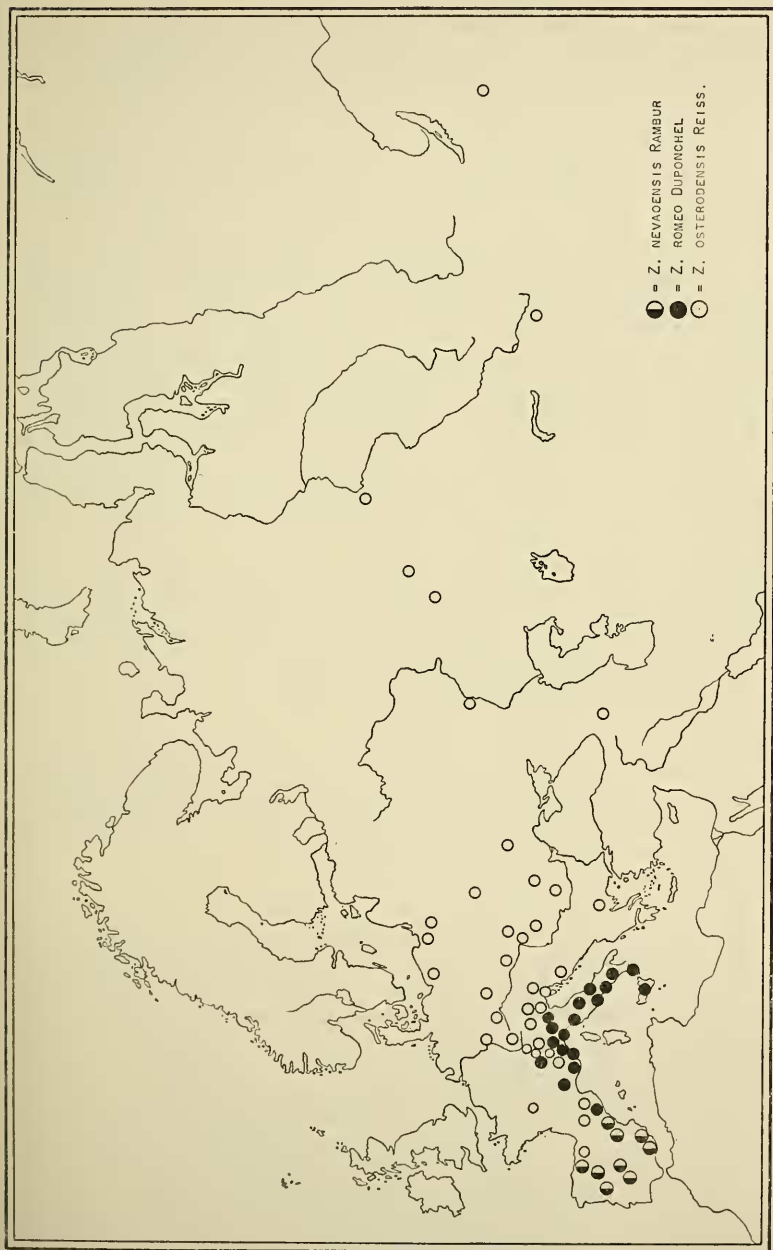 ◓ = Z. NEVADENSIS RAMBUR
● = Z. ROMEO DUPONCHEL
○ = Z. OSTERODENSIS REISS.